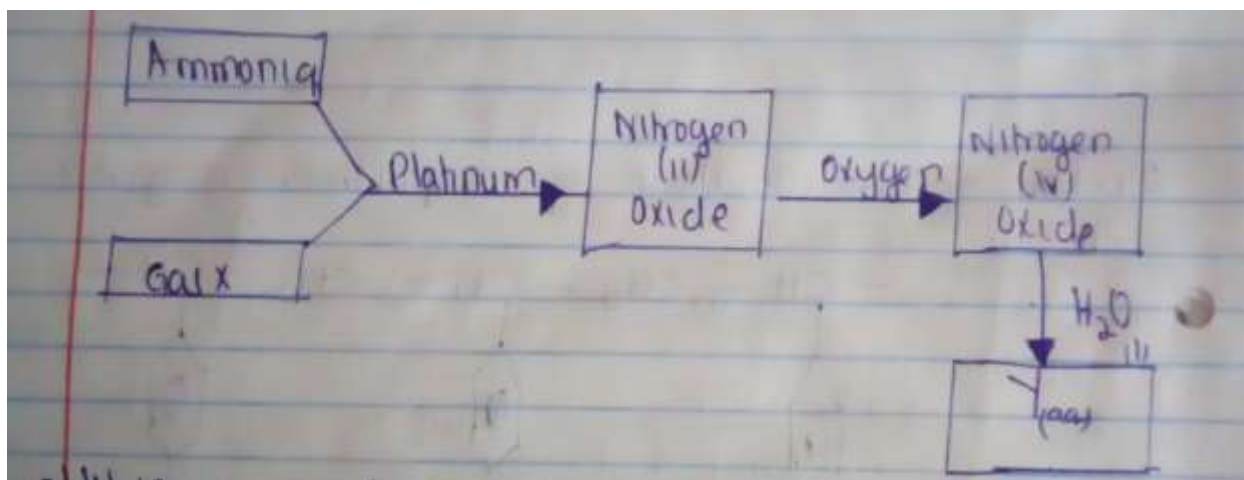 Ammonia
Platinum
Gas X
Nitrogen
(II)
Oxide
Oxygen
Nitrogen
(IV)
Oxide
H₂O
Y
(aq)